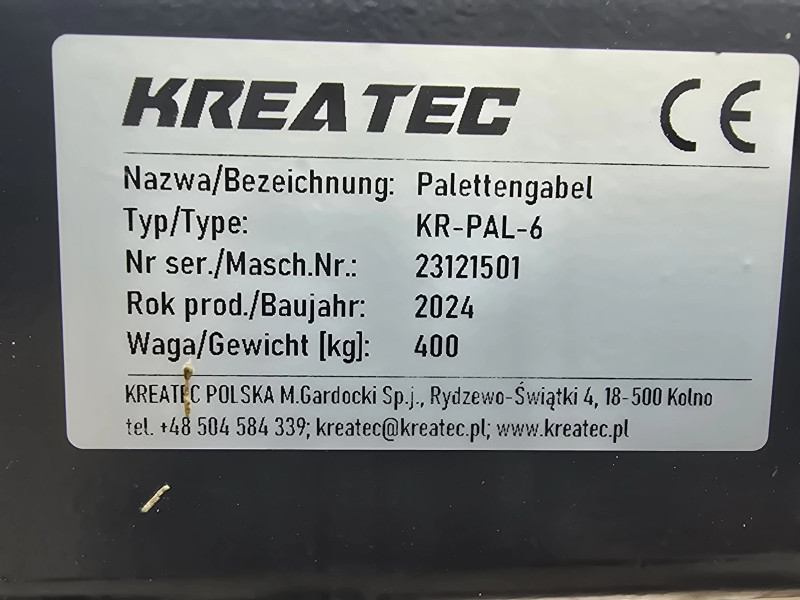 KREATEC CE
Nazwa/Bezeichnung: Palettengabel
Typ/Type: KR-PAL-6
Nr ser./Masch.Nr.: 23121501
Rok prod./Baujahr: 2024
Waga/Gewicht [kg]: 400
KREATEC POLSKA M.Gardocki Sp.j., Rydzewo-Świątki 4, 18-500 Kolno
tel. +48 504 584 339; kreatec@kreatec.pl; www.kreatec.pl